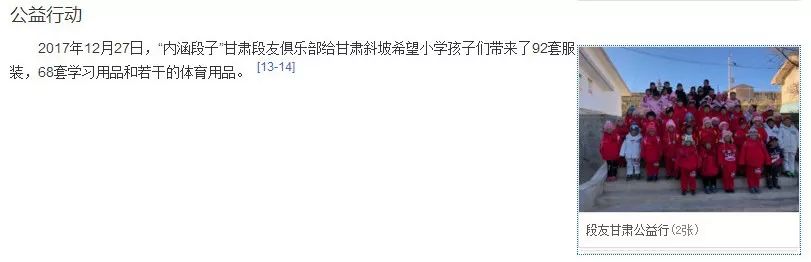 公益行动
2017年12月27日，“内涵段子”甘肃段友俱乐部给甘肃斜坡希望小学孩子们带来了92套服
装，68套学习用品和若干的体育用品。 [13-14]
段友甘肃公益行(2张)